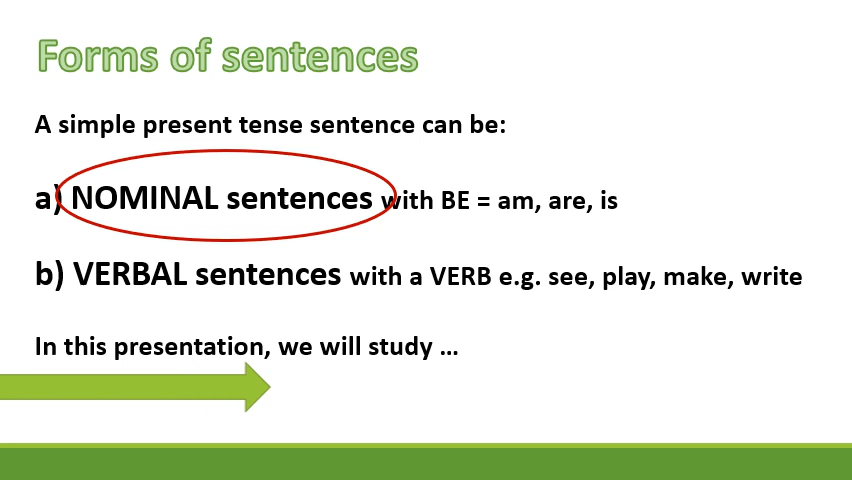 Forms of sentences
A simple present tense sentence can be:
a) NOMINAL sentences with BE = am, are, is
b) VERBAL sentences with a VERB e.g. see, play, make, write
In this presentation, we will study …